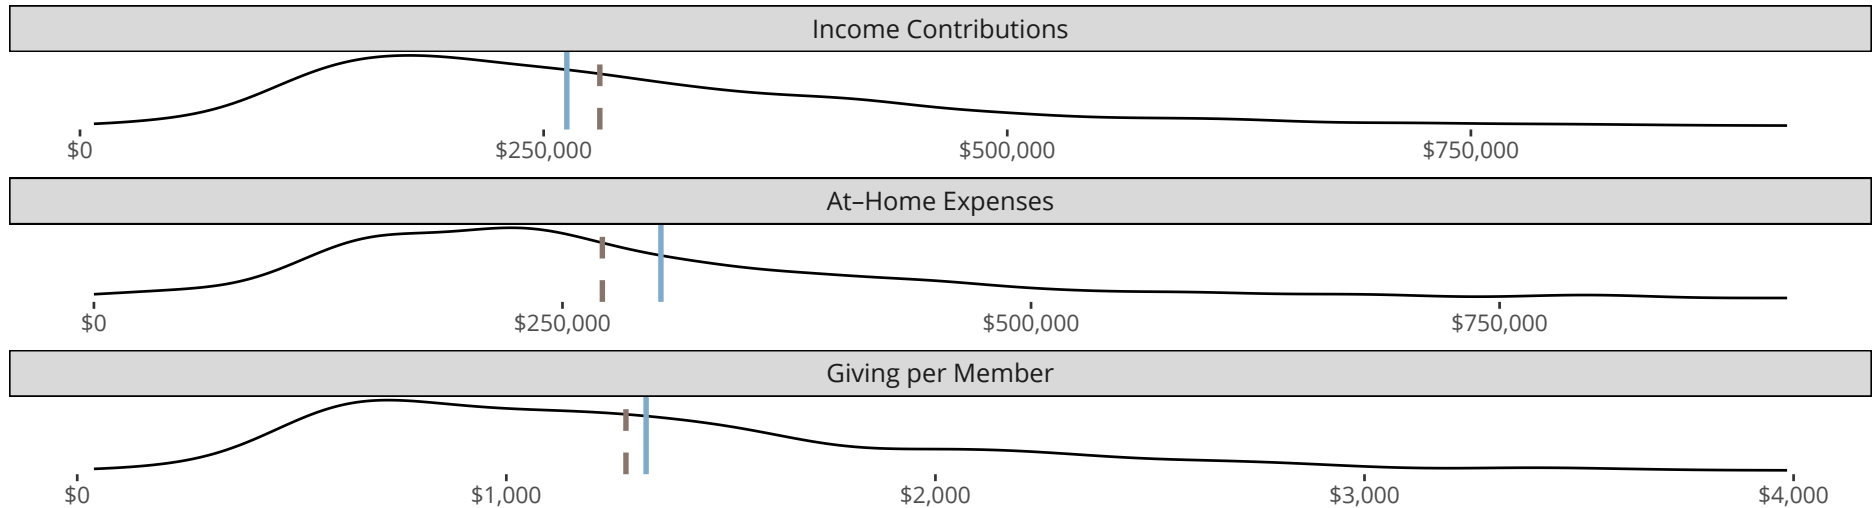 Income Contributions
$0 $250,000 $500,000 $750,000
At–Home Expenses
$0 $250,000 $500,000 $750,000
Giving per Member
$0 $1,000 $2,000 $3,000 $4,000